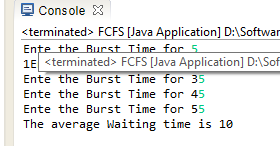 Console
<terminated> FCFS [Java Application] D:\Softwar
Ente the Burst Time for 5
1E
<terminated> FCFS [Java Application] D:\Sof
Ente the Burst Time for 35
Ente the Burst Time for 45
Ente the Burst Time for 55
The average Waiting time is 10